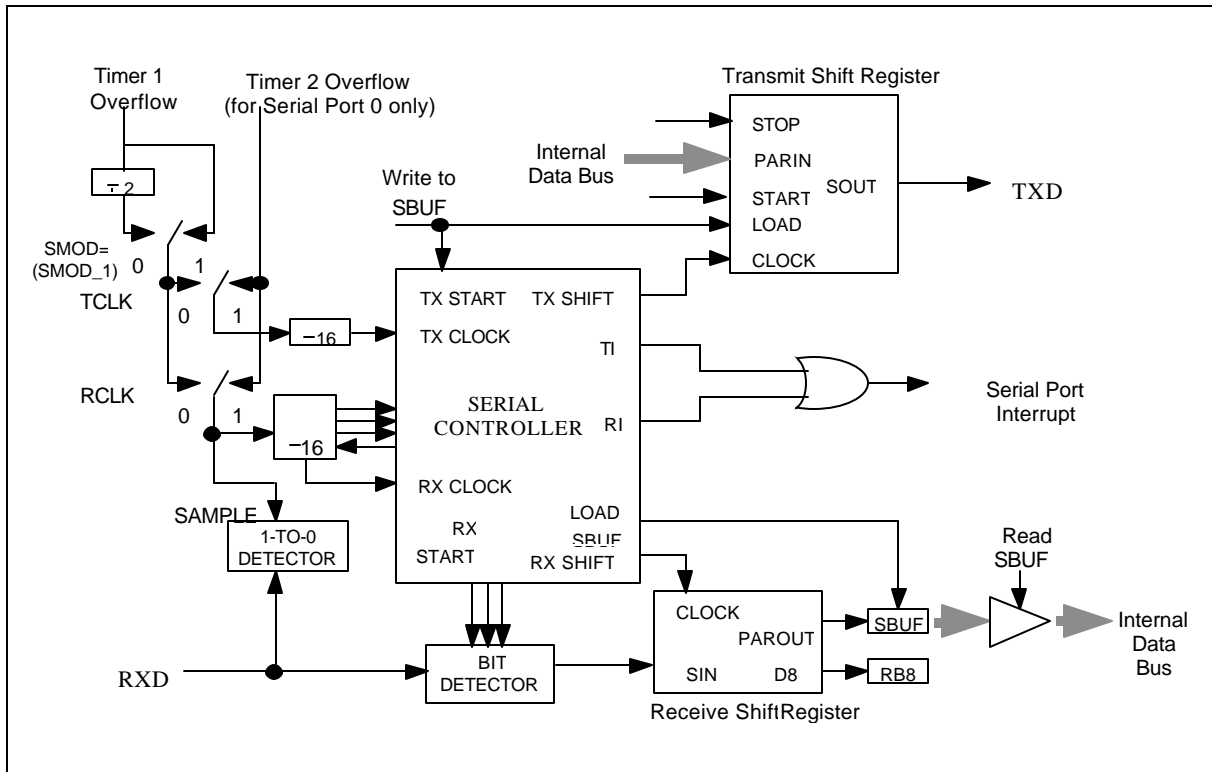 Timer 1
Overflow
Timer 2 Overflow
(for Serial Port 0 only)
Transmit Shift Register
STOP
Internal
Data Bus
PARIN
SOUT
TXD
START
LOAD
CLOCK
2
Write to
SBUF
SMOD=
(SMOD_1)
0
1
TCLK
0
1
16
TX START
TX SHIFT
TX CLOCK
TI
RCLK
0
1
16
SERIAL
CONTROLLER
RI
Serial Port
Interrupt
RX CLOCK
SAMPLE
LOAD
SBUF
RX
START
RX SHIFT
1-TO-0
DETECTOR
Read
SBUF
CLOCK
PAROUT
SBUF
Internal
Data
Bus
RXD
BIT
DETECTOR
SIN
D8
RB8
Receive ShiftRegister